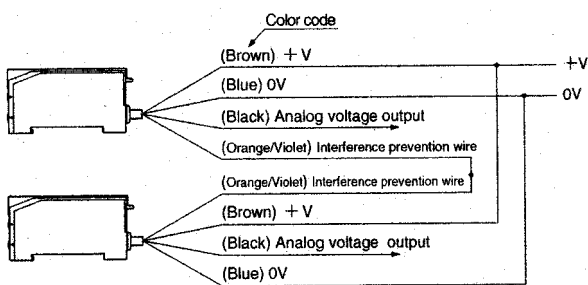 Color code
(Brown) +V
+V
(Blue) 0V
0V
(Black) Analog voltage output
(Orange/Violet) Interference prevention wire
(Orange/Violet) Interference prevention wire
(Brown) +V
(Black) Analog voltage output
(Blue) 0V